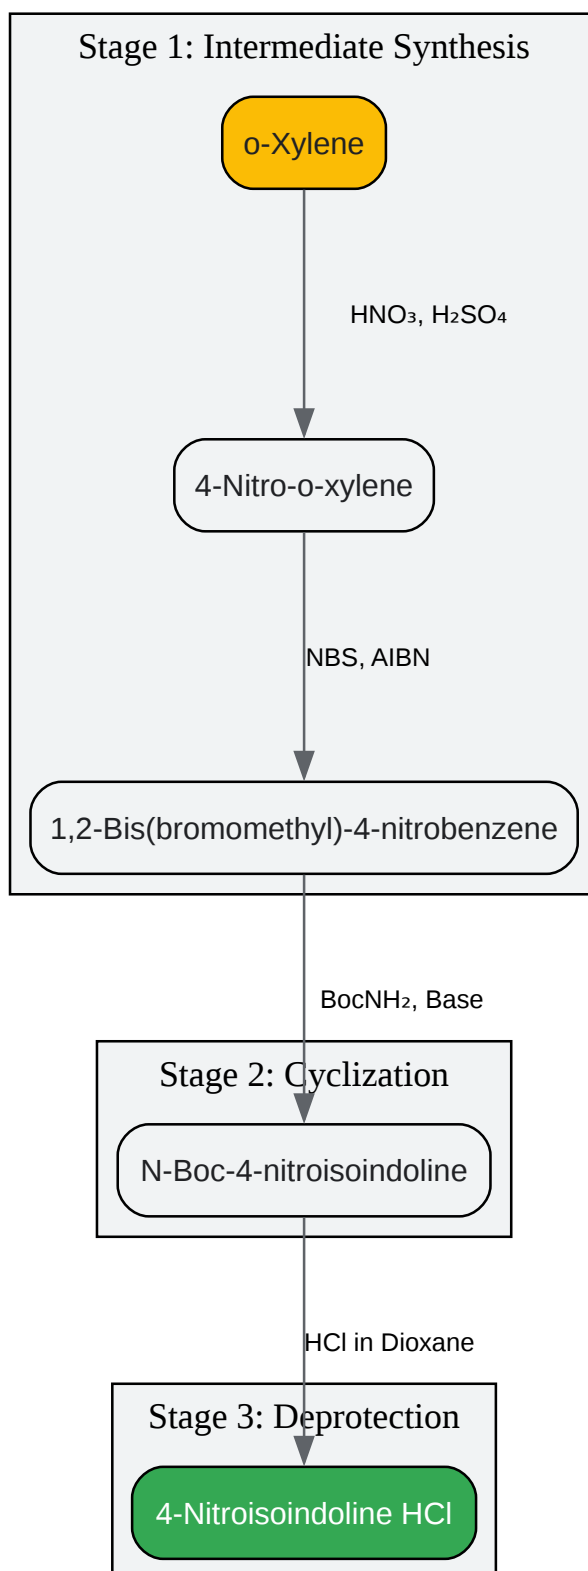 Stage 1: Intermediate Synthesis
o-Xylene
HNO₃, H₂SO₄
4-Nitro-o-xylene
NBS, AIBN
1,2-Bis(bromomethyl)-4-nitrobenzene
BocNH₂, Base
Stage 2: Cyclization
N-Boc-4-nitroisoindoline
HCl in Dioxane
Stage 3: Deprotection
4-Nitroisoindoline HCl